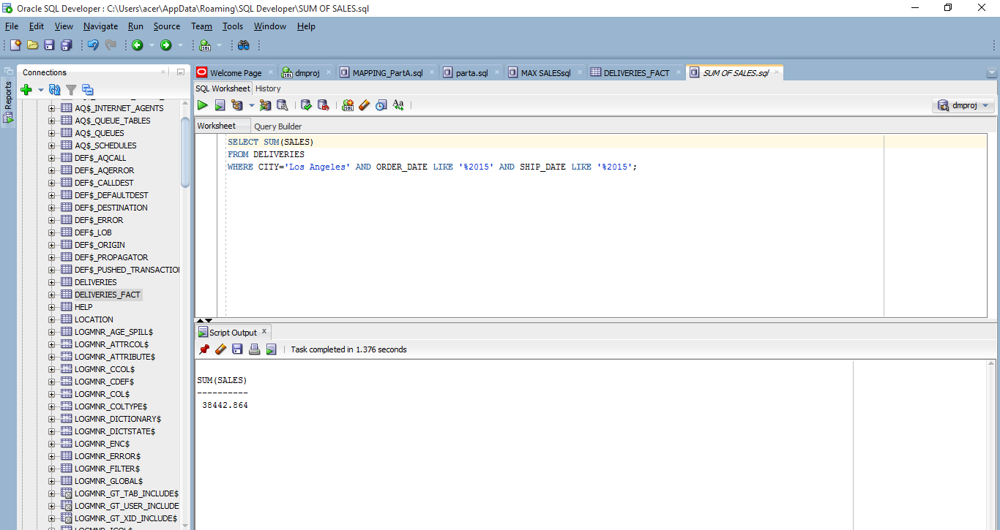 Oracle SQL Developer : C:\Users\acer\AppData\Roaming\SQL Developer\SUM OF SALES.sql
File Edit View Navigate Run Source Team Tools Window Help
Reports
Connections
AQ$_INTERNET_AGENTS
AQ$_QUEUE_TABLES
AQ$_QUEUES
AQ$_SCHEDULES
DEF$_AQCALL
DEF$_AQERROR
DEF$_CALLDEST
DEF$_DEFAULTDEST
DEF$_DESTINATION
DEF$_ERROR
DEF$_LOB
DEF$_ORIGIN
DEF$_PROPAGATOR
DEF$_PUSHED_TRANSACTIO
DELIVERIES
DELIVERIES_FACT
HELP
LOCATION
LOGMNR_AGE_SPILL$
LOGMNR_ATTRCOL$
LOGMNR_ATTRIBUTE$
LOGMNR_CCOL$
LOGMNR_CDEF$
LOGMNR_COL$
LOGMNR_COLTYPE$
LOGMNR_DICTIONARY$
LOGMNR_DICTSTATE$
LOGMNR_ENC$
LOGMNR_ERROR$
LOGMNR_FILTER$
LOGMNR_GLOBAL$
LOGMNR_GT_TAB_INCLUDE$
LOGMNR_GT_USER_INCLUDE
LOGMNR_GT_XID_INCLUDE$
Welcome Page dmproj MAPPING_PartA.sql parta.sql MAX SALESsql DELIVERIES_FACT SUM OF SALES.sql
SQL Worksheet History
Aa
dmproj
Worksheet Query Builder
SELECT SUM(SALES)
FROM DELIVERIES
WHERE CITY='Los Angeles' AND ORDER_DATE LIKE '%2015' AND SHIP_DATE LIKE '%2015';
Script Output
Task completed in 1.376 seconds
SUM(SALES)
----------
38442.864